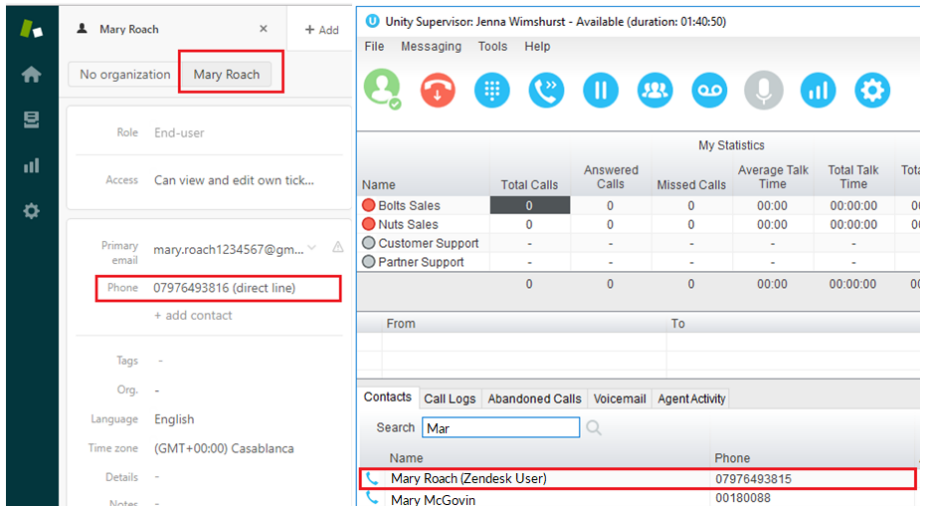 Mary Roach × + Add
No organization Mary Roach
Role End-user
Access Can view and edit own tick...
Primary email mary.roach1234567@gm...
Phone 07976493816 (direct line)
+ add contact
Tags -
Org. -
Language English
Time zone (GMT+00:00) Casablanca
Details -
Notes -
Unity Supervisor: Jenna Wimshurst - Available (duration: 01:40:50)
File Messaging Tools Help
My Statistics
Name Total Calls Answered Calls Missed Calls Average Talk Time Total Talk Time
Bolts Sales 0 0 0 00:00 00:00:00
Nuts Sales 0 0 0 00:00 00:00:00
Customer Support - - - -
Partner Support - - - -
0 0 0 00:00 00:00:00
From To
Contacts Call Logs Abandoned Calls Voicemail Agent Activity
Search Mar
Name Phone
Mary Roach (Zendesk User) 07976493815
Mary McGovin 00180088